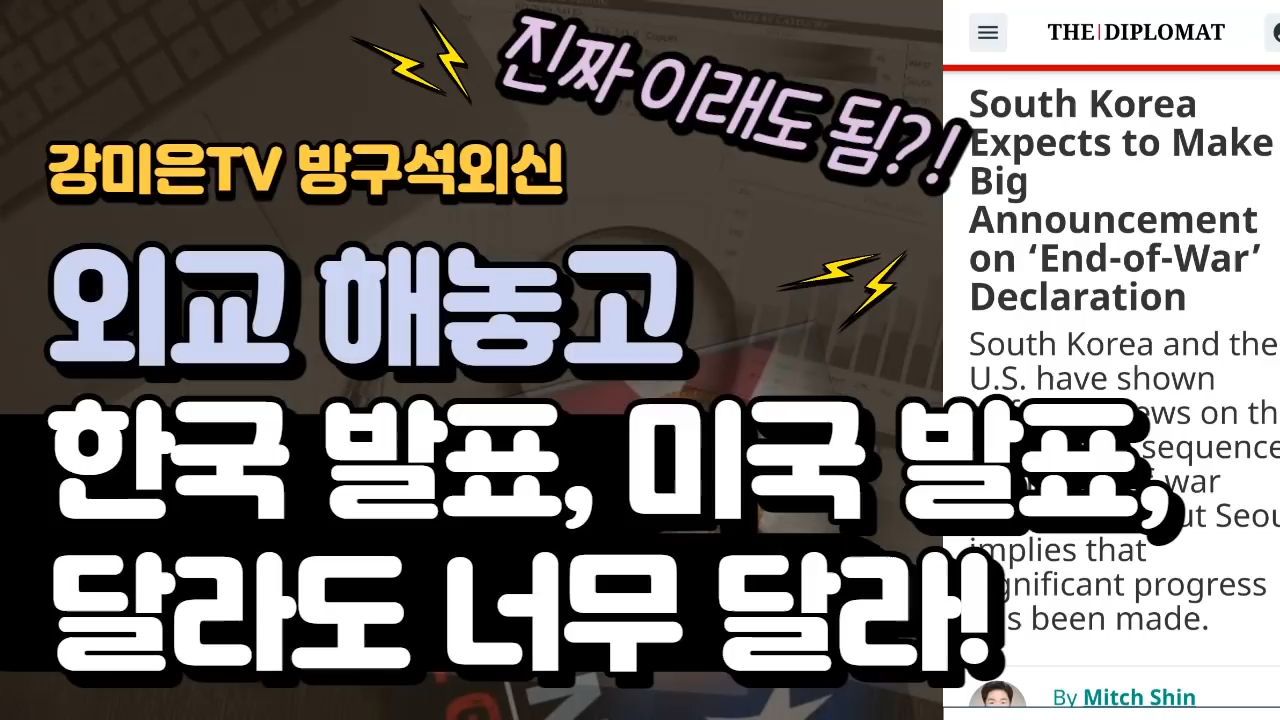 진짜 이래도 됨?!
강미은TV 방구석외신
외교 해놓고
한국 발표, 미국 발표,
달라도 너무 달라!
THE|DIPLOMAT
South Korea
Expects to Make
Big
Announcement
on ‘End-of-War’
Declaration
South Korea and the
U.S. have shown
on th
sequence
war
Seou
implies that
progress
been made.
By Mitch Shin